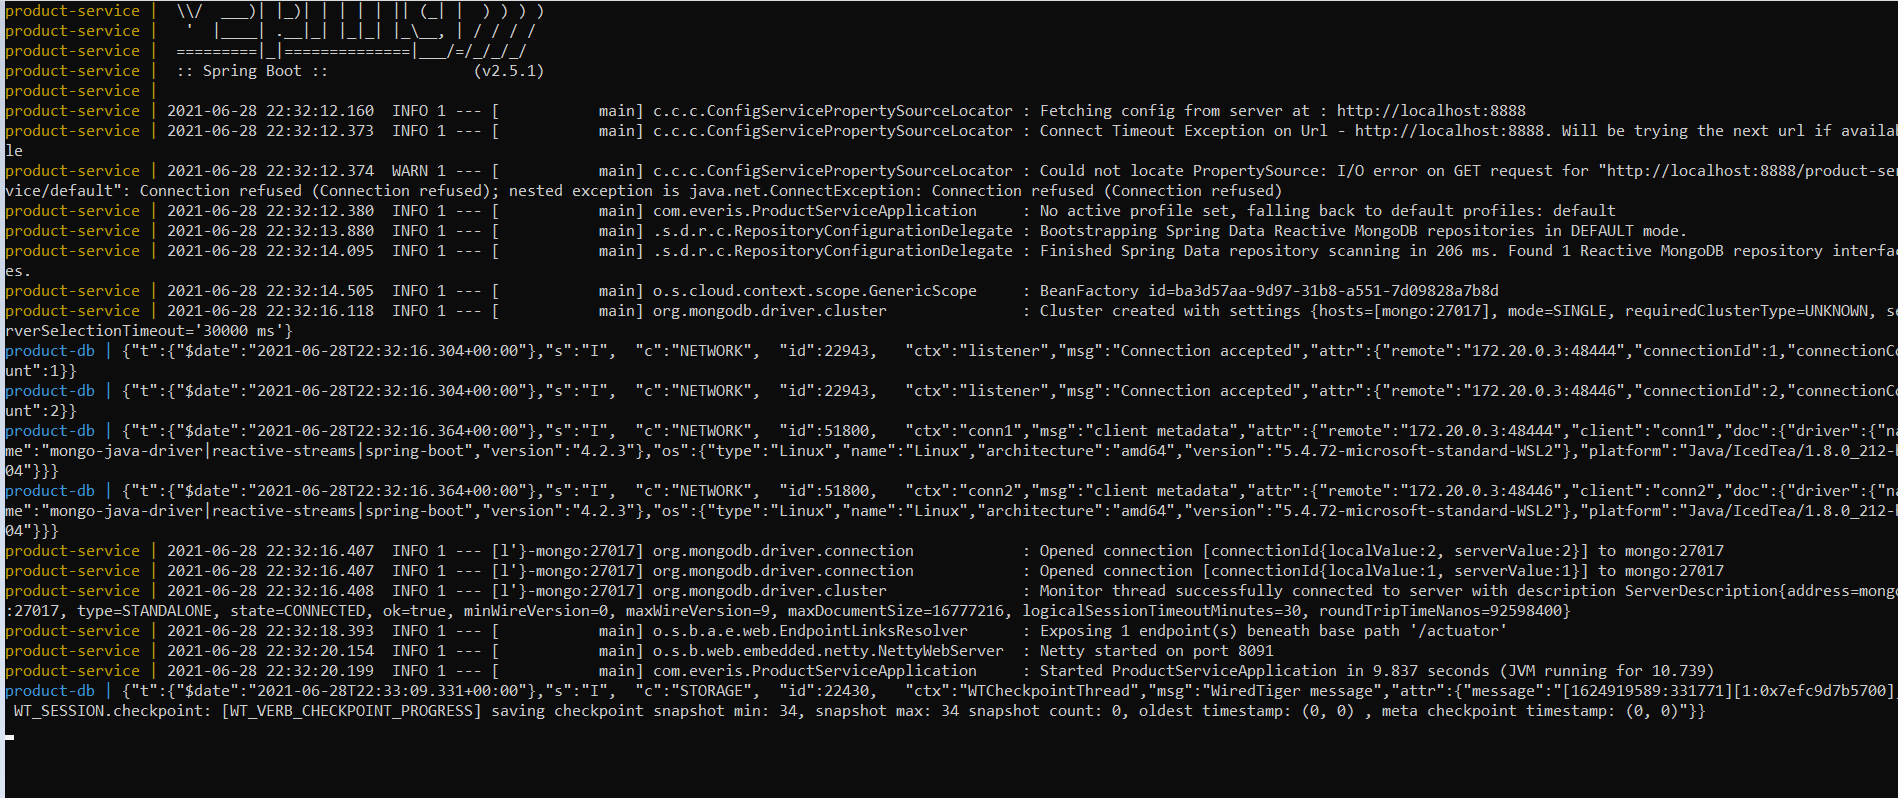 product-service |  \\/  ___)| |_)| | | | | || (_| |  ) ) ) )
product-service |   '  |____| .__|_| |_|_| |_\__, | / / / /
product-service |  =========|_|==============|___/=/_/_/_/
product-service |  :: Spring Boot ::                (v2.5.1)
product-service |
product-service | 2021-06-28 22:32:12.160  INFO 1 --- [           main] c.c.c.ConfigServicePropertySourceLocator : Fetching config from server at : http://localhost:8888
product-service | 2021-06-28 22:32:12.373  INFO 1 --- [           main] c.c.c.ConfigServicePropertySourceLocator : Connect Timeout Exception on Url - http://localhost:8888. Will be trying the next url if availab
le
product-service | 2021-06-28 22:32:12.374  WARN 1 --- [           main] c.c.c.ConfigServicePropertySourceLocator : Could not locate PropertySource: I/O error on GET request for "http://localhost:8888/product-ser
vice/default": Connection refused (Connection refused); nested exception is java.net.ConnectException: Connection refused (Connection refused)
product-service | 2021-06-28 22:32:12.380  INFO 1 --- [           main] com.everis.ProductServiceApplication     : No active profile set, falling back to default profiles: default
product-service | 2021-06-28 22:32:13.880  INFO 1 --- [           main] .s.d.r.c.RepositoryConfigurationDelegate : Bootstrapping Spring Data Reactive MongoDB repositories in DEFAULT mode.
product-service | 2021-06-28 22:32:14.095  INFO 1 --- [           main] .s.d.r.c.RepositoryConfigurationDelegate : Finished Spring Data repository scanning in 206 ms. Found 1 Reactive MongoDB repository interfac
es.
product-service | 2021-06-28 22:32:14.505  INFO 1 --- [           main] o.s.cloud.context.scope.GenericScope     : BeanFactory id=ba3d57aa-9d97-31b8-a551-7d09828a7b8d
product-service | 2021-06-28 22:32:16.118  INFO 1 --- [           main] org.mongodb.driver.cluster               : Cluster created with settings {hosts=[mongo:27017], mode=SINGLE, requiredClusterType=UNKNOWN, se
rverSelectionTimeout='30000 ms'}
product-db | {"t":{"$date":"2021-06-28T22:32:16.304+00:00"},"s":"I",  "c":"NETWORK",  "id":22943,   "ctx":"listener","msg":"Connection accepted","attr":{"remote":"172.20.0.3:48444","connectionId":1,"connectionCo
unt":1}}
product-db | {"t":{"$date":"2021-06-28T22:32:16.304+00:00"},"s":"I",  "c":"NETWORK",  "id":22943,   "ctx":"listener","msg":"Connection accepted","attr":{"remote":"172.20.0.3:48446","connectionId":2,"connectionCo
unt":2}}
product-db | {"t":{"$date":"2021-06-28T22:32:16.364+00:00"},"s":"I",  "c":"NETWORK",  "id":51800,   "ctx":"conn1","msg":"client metadata","attr":{"remote":"172.20.0.3:48444","client":"conn1","doc":{"driver":{"na
me":"mongo-java-driver|reactive-streams|spring-boot","version":"4.2.3"},"os":{"type":"Linux","name":"Linux","architecture":"amd64","version":"5.4.72-microsoft-standard-WSL2"},"platform":"Java/IcedTea/1.8.0_212-b
04"}}}
product-db | {"t":{"$date":"2021-06-28T22:32:16.364+00:00"},"s":"I",  "c":"NETWORK",  "id":51800,   "ctx":"conn2","msg":"client metadata","attr":{"remote":"172.20.0.3:48446","client":"conn2","doc":{"driver":{"na
me":"mongo-java-driver|reactive-streams|spring-boot","version":"4.2.3"},"os":{"type":"Linux","name":"Linux","architecture":"amd64","version":"5.4.72-microsoft-standard-WSL2"},"platform":"Java/IcedTea/1.8.0_212-b
04"}}}
product-service | 2021-06-28 22:32:16.407  INFO 1 --- [l'}-mongo:27017] org.mongodb.driver.connection            : Opened connection [connectionId{localValue:2, serverValue:2}] to mongo:27017
product-service | 2021-06-28 22:32:16.407  INFO 1 --- [l'}-mongo:27017] org.mongodb.driver.connection            : Opened connection [connectionId{localValue:1, serverValue:1}] to mongo:27017
product-service | 2021-06-28 22:32:16.408  INFO 1 --- [l'}-mongo:27017] org.mongodb.driver.cluster               : Monitor thread successfully connected to server with description ServerDescription{address=mongo
:27017, type=STANDALONE, state=CONNECTED, ok=true, minWireVersion=0, maxWireVersion=9, maxDocumentSize=16777216, logicalSessionTimeoutMinutes=30, roundTripTimeNanos=92598400}
product-service | 2021-06-28 22:32:18.393  INFO 1 --- [           main] o.s.b.a.e.web.EndpointLinksResolver      : Exposing 1 endpoint(s) beneath base path '/actuator'
product-service | 2021-06-28 22:32:20.154  INFO 1 --- [           main] o.s.b.web.embedded.netty.NettyWebServer  : Netty started on port 8091
product-service | 2021-06-28 22:32:20.199  INFO 1 --- [           main] com.everis.ProductServiceApplication     : Started ProductServiceApplication in 9.837 seconds (JVM running for 10.739)
product-db | {"t":{"$date":"2021-06-28T22:33:09.331+00:00"},"s":"I",  "c":"STORAGE",  "id":22430,   "ctx":"WTCheckpointThread","msg":"WiredTiger message","attr":{"message":"[1624919589:331771][1:0x7efc9d7b5700],
 WT_SESSION.checkpoint: [WT_VERB_CHECKPOINT_PROGRESS] saving checkpoint snapshot min: 34, snapshot max: 34 snapshot count: 0, oldest timestamp: (0, 0) , meta checkpoint timestamp: (0, 0)"}}